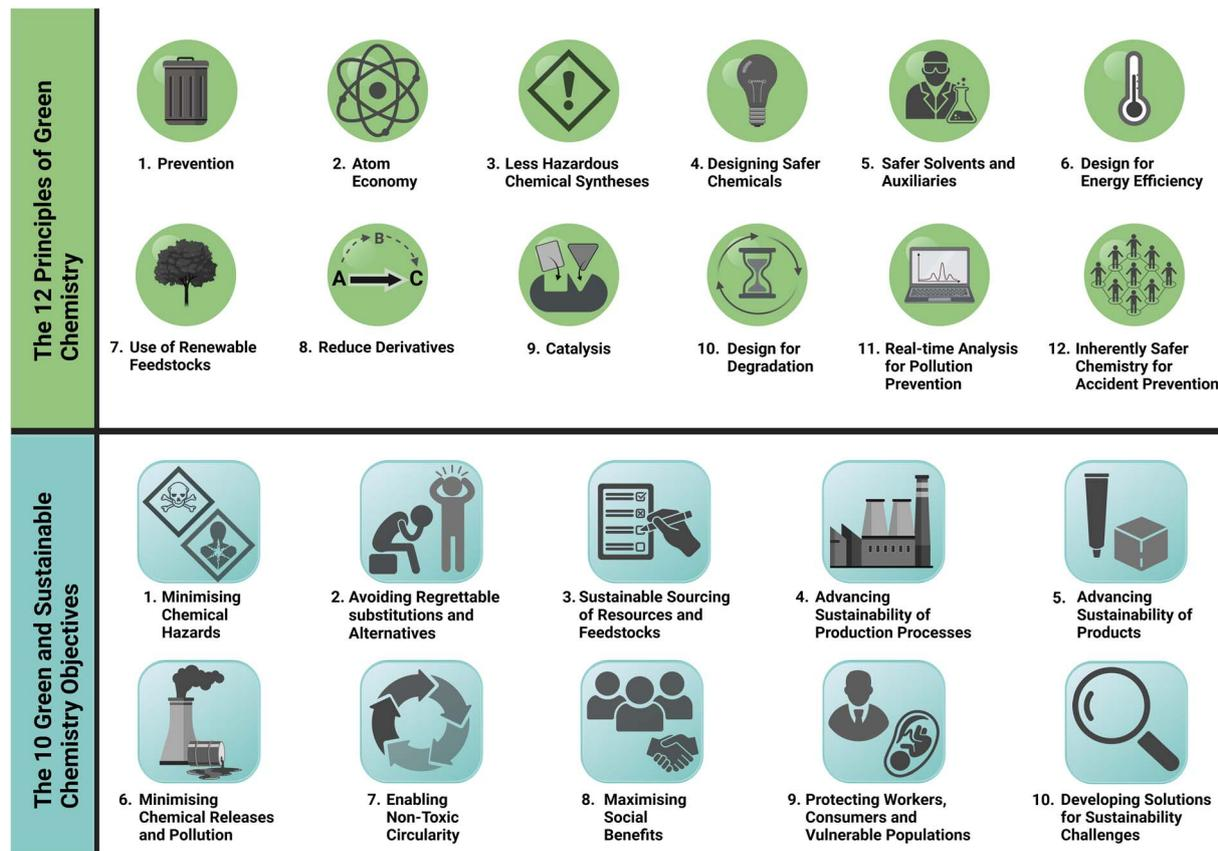 The 12 Principles of Green
Chemistry
1. Prevention
2. Atom
Economy
3. Less Hazardous
Chemical Syntheses
4. Designing Safer
Chemicals
5. Safer Solvents and
Auxiliaries
6. Design for
Energy Efficiency
B
A C
7. Use of Renewable
Feedstocks
8. Reduce Derivatives
9. Catalysis
10. Design for
Degradation
11. Real-time Analysis
for Pollution
Prevention
12. Inherently Safer
Chemistry for
Accident Prevention
The 10 Green and Sustainable
Chemistry Objectives
1. Minimising
Chemical
Hazards
2. Avoiding Regrettable
substitutions and
Alternatives
3. Sustainable Sourcing
of Resources and
Feedstocks
4. Advancing
Sustainability of
Production Processes
5. Advancing
Sustainability of
Products
6. Minimising
Chemical Releases
and Pollution
7. Enabling
Non-Toxic
Circularity
8. Maximising
Social
Benefits
9. Protecting Workers,
Consumers and
Vulnerable Populations
10. Developing Solutions
for Sustainability
Challenges